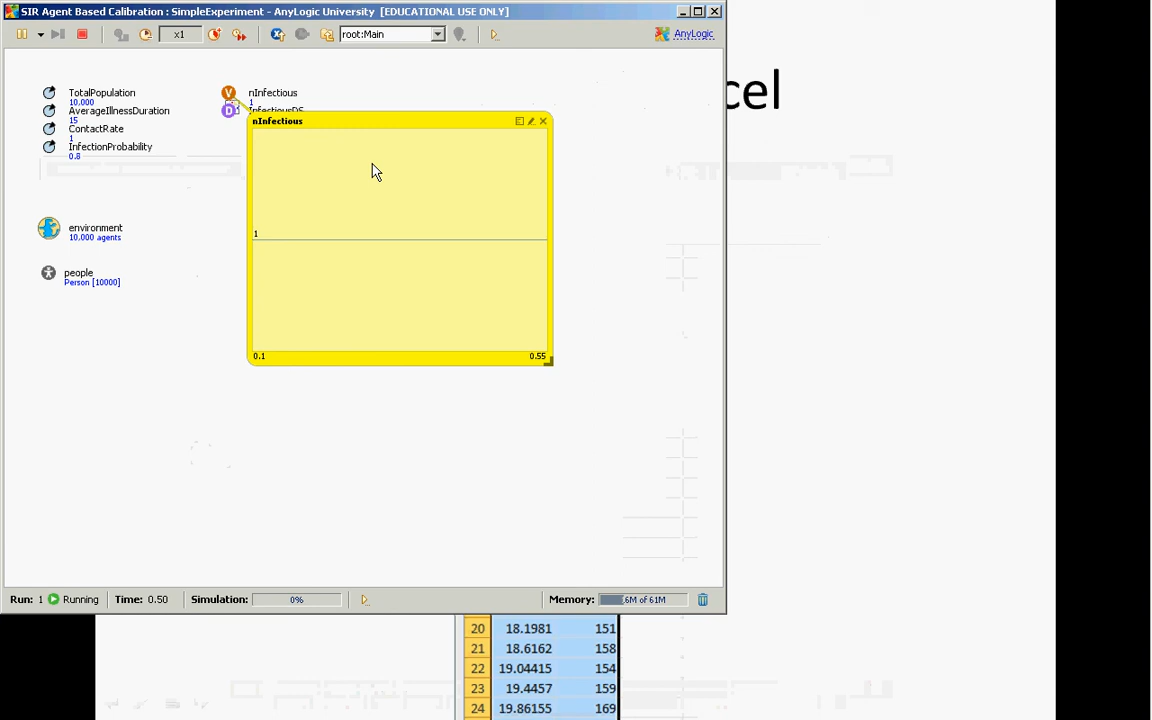 SIR Agent Based Calibration : SimpleExperiment - AnyLogic University [EDUCATIONAL USE ONLY]
x1 root:Main AnyLogic
cel
TotalPopulation
10,000
AverageIllnessDuration
15
ContactRate
1
InfectionProbability
0.8
nInfectious
1
InfectiousDS
nInfectious
1
0.1 0.55
environment
10,000 agents
people
Person [10000]
Run: 1 Running Time: 0.50 Simulation: 0% Memory: 6M of 61M
20 18.1981 151
21 18.6162 158
22 19.04415 154
23 19.4457 159
24 19.86155 169